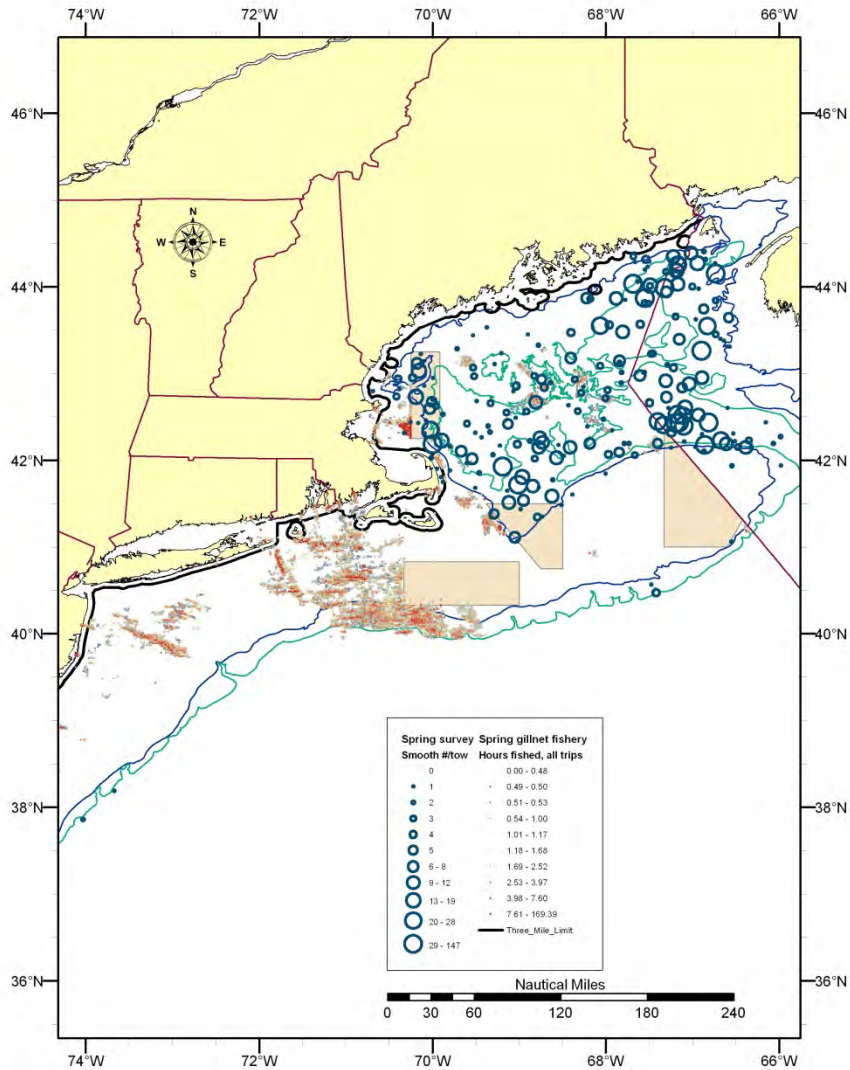 74°W 72°W 70°W 68°W 66°W
46°N 46°N
N
W E
S
44°N 44°N
42°N 42°N
40°N 40°N
Spring survey Spring gillnet fishery
Smooth #/tow Hours fished, all trips
0 0.00 - 0.48
1 0.49 - 0.50
2 0.51 - 0.53
3 0.54 - 1.00
4 1.01 - 1.17
5 1.18 - 1.68
6 - 8 1.69 - 2.52
9 - 12 2.53 - 3.97
13 - 19 3.98 - 7.60
20 - 28 7.61 - 169.39
29 - 147 Three_Mile_Limit
38°N 38°N
36°N 36°N
Nautical Miles
0 30 60 120 180 240
74°W 72°W 70°W 68°W 66°W